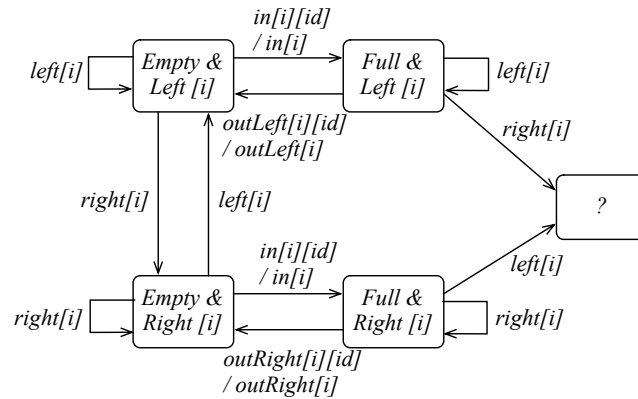 in[i][id]
/ in[i]
left[i]
Empty &
Left [i]
Full &
Left [i]
left[i]
outLeft[i][id]
/ outLeft[i]
right[i]
right[i]
left[i]
?
in[i][id]
/ in[i]
left[i]
right[i]
Empty &
Right [i]
Full &
Right [i]
right[i]
outRight[i][id]
/ outRight[i]